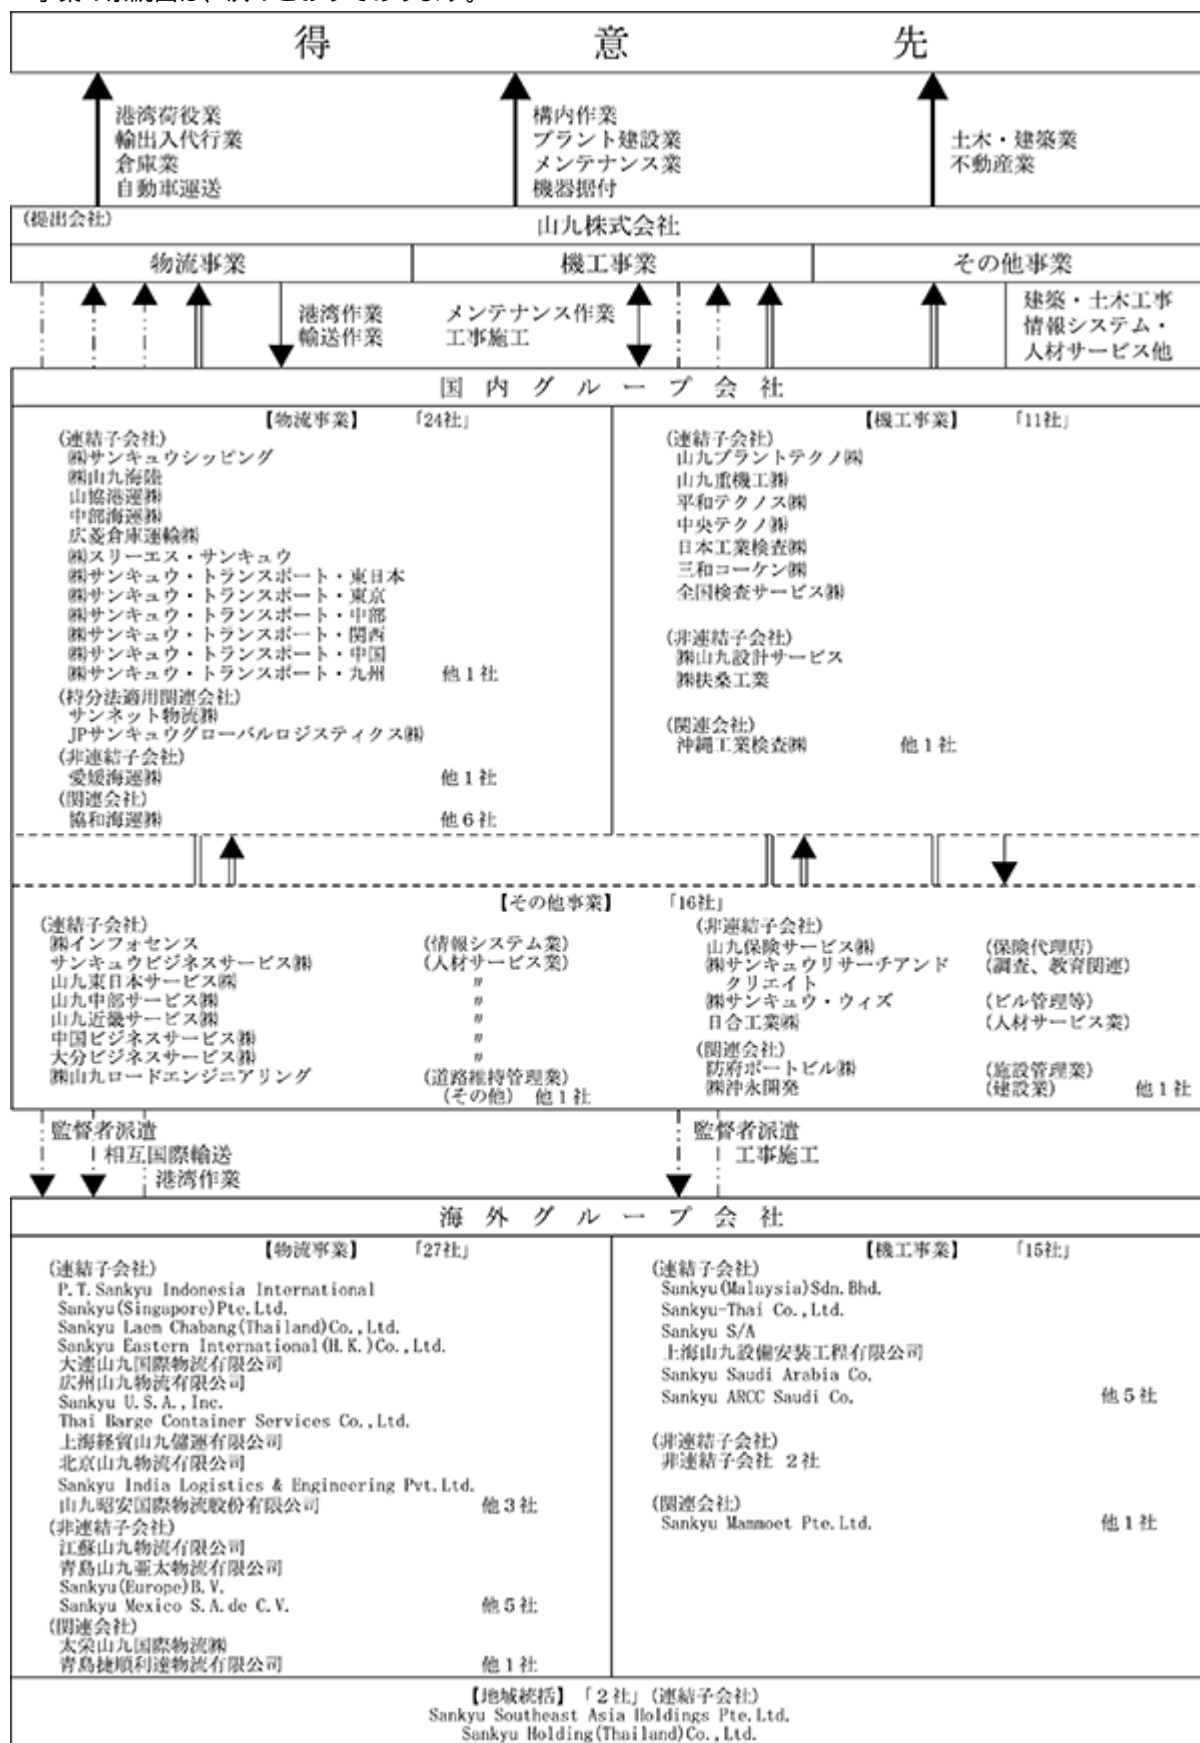 得意先
港湾荷役業
輸出入代行業
倉庫業
自動車運送
構内作業
プラント建設業
メンテナンス業
機器据付
土木・建築業
不動産業
(提出会社)
山九株式会社
物流事業 機工事業 その他事業
港湾作業
輸送作業
メンテナンス作業
工事施工
建築・土木工事
情報システム・
人材サービス他
国内グループ会社
【物流事業】 「24社」
(連結子会社)
㈱サンキュウシッピング
㈱山九海陸
山協港運㈱
中部海運㈱
広菱倉庫運輸㈱
㈱スリーエス・サンキュウ
㈱サンキュウ・トランスポート・東日本
㈱サンキュウ・トランスポート・東京
㈱サンキュウ・トランスポート・中部
㈱サンキュウ・トランスポート・関西
㈱サンキュウ・トランスポート・中国
㈱サンキュウ・トランスポート・九州 他1社
(持分法適用関連会社)
サンネット物流㈱
JPサンキュウグローバルロジスティクス㈱
(非連結子会社)
愛媛海運㈱ 他1社
(関連会社)
協和海運㈱ 他6社
【機工事業】 「11社」
(連結子会社)
山九プラントテクノ㈱
山九重機工㈱
平和テクノス㈱
中央テクノ㈱
日本工業検査㈱
三和コーケン㈱
全国検査サービス㈱
(非連結子会社)
㈱山九設計サービス
㈱扶桑工業
(関連会社)
沖縄工業検査㈱ 他1社
【その他事業】 「16社」
(連結子会社)
㈱インフォセンス (情報システム業)
サンキュウビジネスサービス㈱ (人材サービス業)
山九東日本サービス㈱ 〃
山九中部サービス㈱ 〃
山九近畿サービス㈱ 〃
中国ビジネスサービス㈱ 〃
大分ビジネスサービス㈱ 〃
㈱山九ロードエンジニアリング (道路維持管理業)
(その他) 他1社
(非連結子会社)
山九保険サービス㈱ (保険代理店)
㈱サンキュウリサーチアンド (調査、教育関連)
クリエイト
㈱サンキュウ・ウィズ (ビル管理等)
日合工業㈱ (人材サービス業)
(関連会社)
防府ポートビル㈱ (施設管理業)
㈱沖永開発 (建設業) 他1社
監督者派遣
相互国際輸送
港湾作業
監督者派遣
工事施工
海外グループ会社
【物流事業】 「27社」
(連結子会社)
P.T.Sankyu Indonesia International
Sankyu(Singapore)Pte.Ltd.
Sankyu Laem Chabang(Thailand)Co.,Ltd.
Sankyu Eastern International(H.K.)Co.,Ltd.
大連山九国際物流有限公司
広州山九物流有限公司
Sankyu U.S.A.,Inc.
Thai Barge Container Services Co.,Ltd.
上海経貿山九儲運有限公司
北京山九物流有限公司
Sankyu India Logistics & Engineering Pvt.Ltd.
山九昭安国際物流股份有限公司 他3社
(非連結子会社)
江蘇山九物流有限公司
青島山九亜太物流有限公司
Sankyu(Europe)B.V.
Sankyu Mexico S.A.de C.V. 他5社
(関連会社)
太栄山九国際物流㈱
青島捷順利達物流有限公司 他1社
【機工事業】 「15社」
(連結子会社)
Sankyu(Malaysia)Sdn.Bhd.
Sankyu-Thai Co.,Ltd.
Sankyu S/A
上海山九設備安装工程有限公司
Sankyu Saudi Arabia Co.
Sankyu ARCC Saudi Co. 他5社
(非連結子会社)
非連結子会社 2社
(関連会社)
Sankyu Mammoet Pte.Ltd. 他1社
【地域統括】「2社」(連結子会社)
Sankyu Southeast Asia Holdings Pte.Ltd.
Sankyu Holding(Thailand)Co.,Ltd.